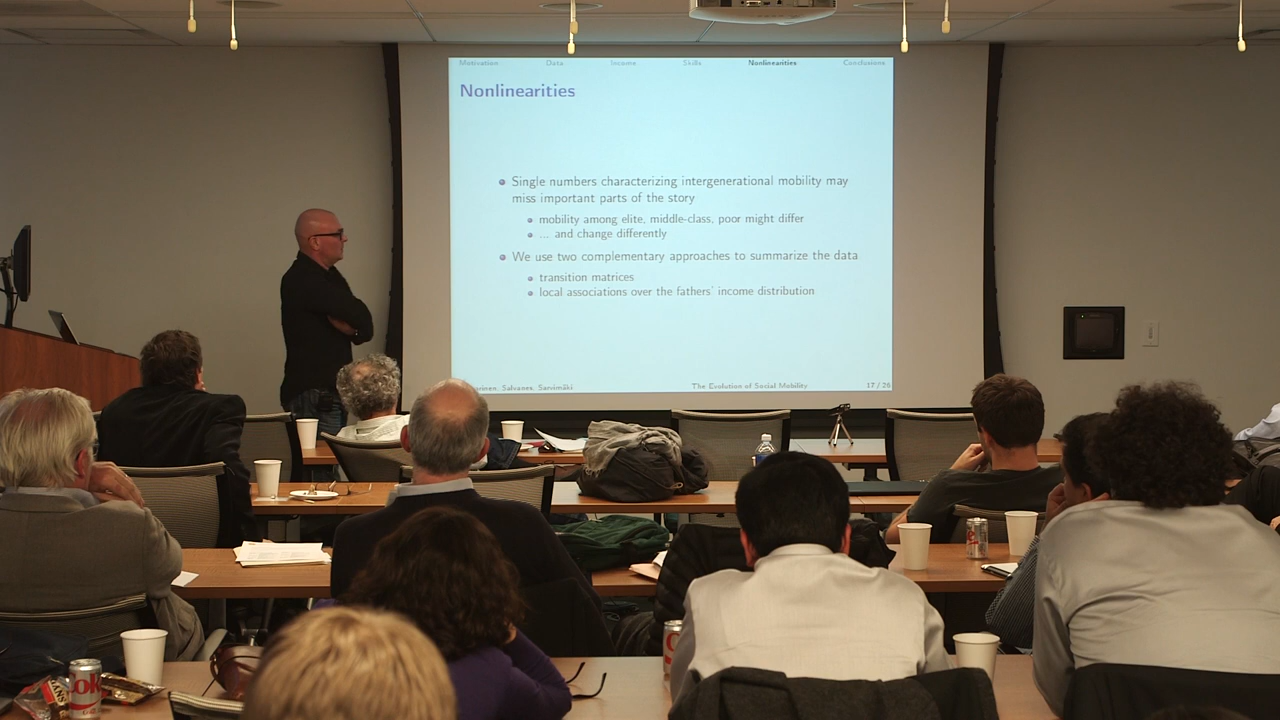 Motivation Data Income Skills Nonlinearities Conclusions
Nonlinearities
Single numbers characterizing intergenerational mobility may
miss important parts of the story
mobility among elite, middle-class, poor might differ
... and change differently
We use two complementary approaches to summarize the data
transition matrices
local associations over the fathers' income distribution
Salvanes, Sarvimäki The Evolution of Social Mobility 17 / 26
Coke